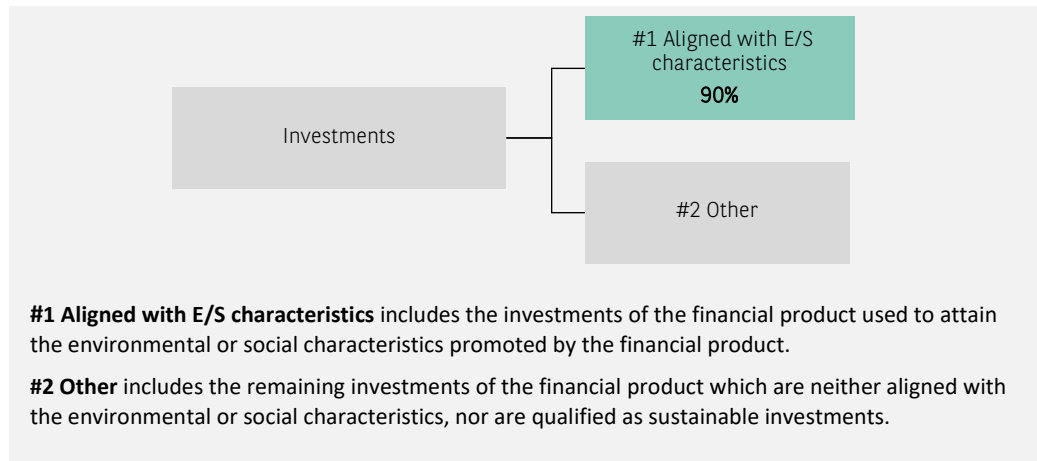 #1 Aligned with E/S
characteristics
90%
Investments
#2 Other
#1 Aligned with E/S characteristics includes the investments of the financial product used to attain
the environmental or social characteristics promoted by the financial product.
#2 Other includes the remaining investments of the financial product which are neither aligned with
the environmental or social characteristics, nor are qualified as sustainable investments.